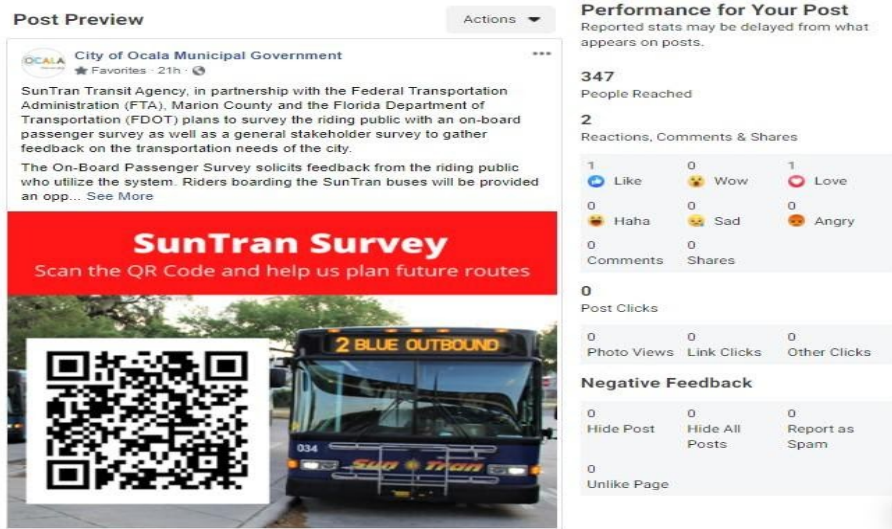 Post Preview
Actions
OCALA
City of Ocala Municipal Government
Favorites · 21h ·
SunTran Transit Agency, in partnership with the Federal Transportation
Administration (FTA), Marion County and the Florida Department of
Transportation (FDOT) plans to survey the riding public with an on-board
passenger survey as well as a general stakeholder survey to gather
feedback on the transportation needs of the city.
The On-Board Passenger Survey solicits feedback from the riding public
who utilize the system. Riders boarding the SunTran buses will be provided
an opp... See More
SunTran Survey
Scan the QR Code and help us plan future routes
2 BLUE OUTBOUND
034
Sun Tran
Performance for Your Post
Reported stats may be delayed from what
appears on posts.
347
People Reached
2
Reactions, Comments & Shares
1 0 1
Like Wow Love
0 0 0
Haha Sad Angry
0 0
Comments Shares
0
Post Clicks
0 0 0
Photo Views Link Clicks Other Clicks
Negative Feedback
0 0 0
Hide Post Hide All Report as
Posts Spam
0
Unlike Page